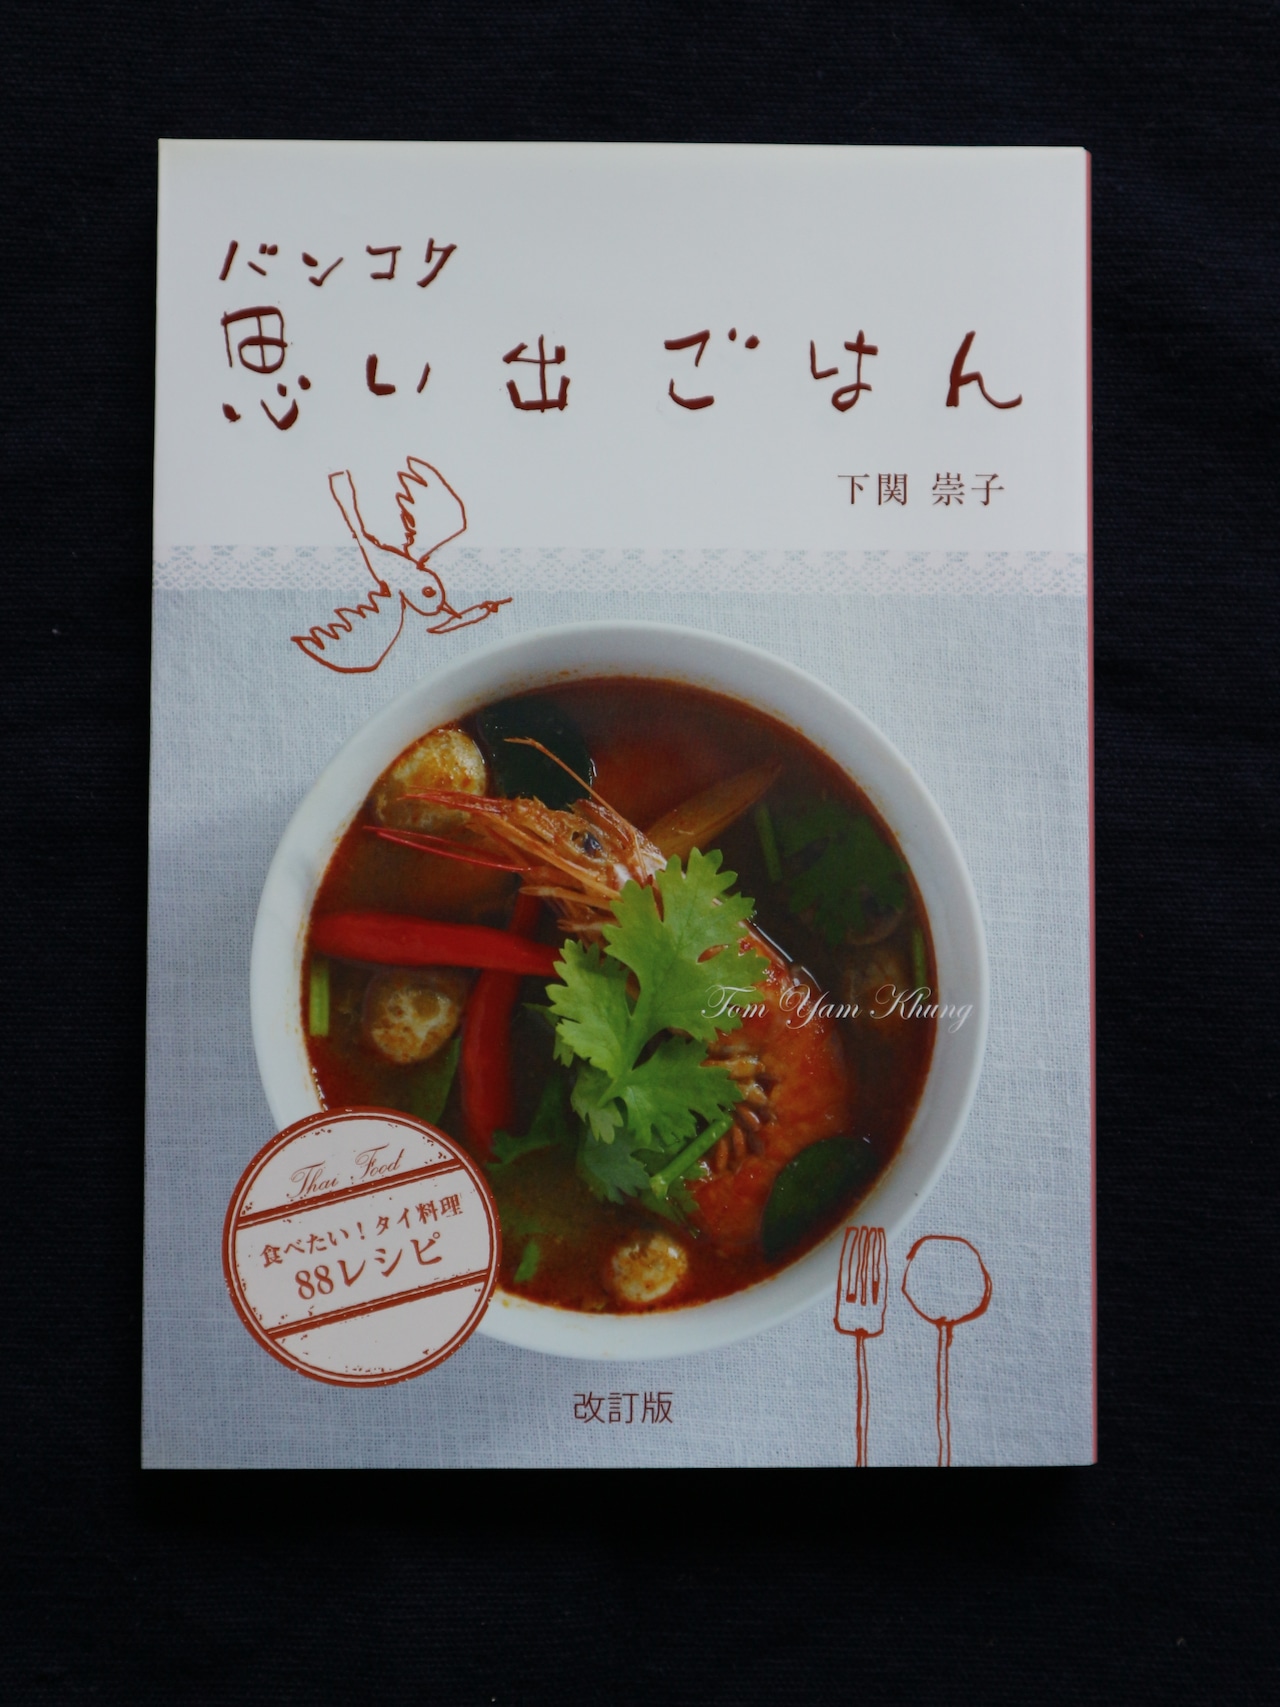 バンコク
思い出ごはん
下関 崇子
Tom Yam Khung
Thai Food
食べたい！タイ料理
88レシピ
改訂版